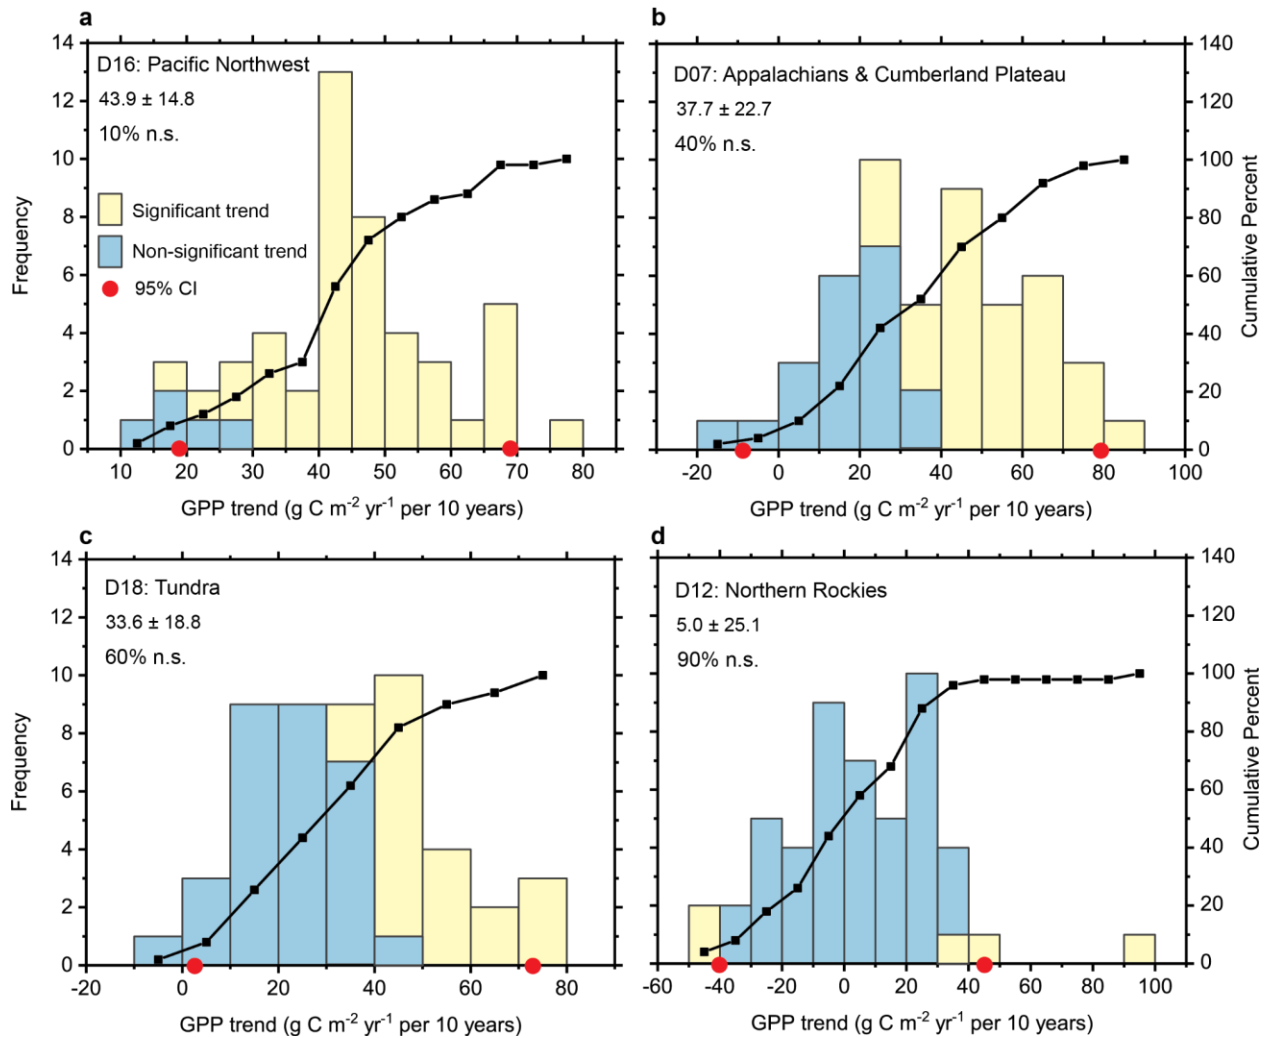 a
D16: Pacific Northwest
43.9 ± 14.8
10% n.s.
Significant trend
Non-significant trend
95% CI
Frequency
14
12
10
8
6
4
2
0
10 20 30 40 50 60 70 80
GPP trend (g C m⁻² yr⁻¹ per 10 years)
b
D07: Appalachians & Cumberland Plateau
37.7 ± 22.7
40% n.s.
140
120
100
80
60
40
20
0
Cumulative Percent
-20 0 20 40 60 80 100
GPP trend (g C m⁻² yr⁻¹ per 10 years)
c
D18: Tundra
33.6 ± 18.8
60% n.s.
Frequency
14
12
10
8
6
4
2
0
-20 0 20 40 60 80
GPP trend (g C m⁻² yr⁻¹ per 10 years)
d
D12: Northern Rockies
5.0 ± 25.1
90% n.s.
140
120
100
80
60
40
20
0
Cumulative Percent
-60 -40 -20 0 20 40 60 80 100
GPP trend (g C m⁻² yr⁻¹ per 10 years)